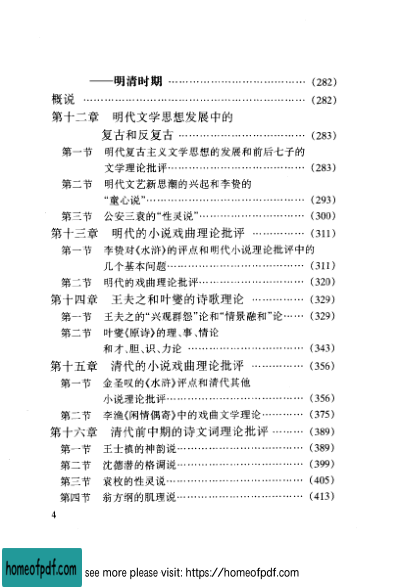 ——明清时期 …………………………………… (282)
概说 …………………………………………………… (282)
第十二章 明代文学思想发展中的
复古和反复古 ……………………………… (283)
第一节 明代复古主义文学思想的发展和前后七子的
文学理论批评…………………………………… (283)
第二节 明代文艺新思潮的兴起和李贽的
“童心说”………………………………………… (293)
第三节 公安三袁的“性灵说”…………………………… (300)
第十三章 明代的小说戏曲理论批评 …………… (311)
第一节 李贽对《水浒》的评点和明代小说理论批评中的
几个基本问题…………………………………… (311)
第二节 明代的戏曲理论批评…………………………… (320)
第十四章 王夫之和叶燮的诗歌理论 …………… (329)
第一节 王夫之的“兴观群怨”论和“情景融和”论…… (329)
第二节 叶燮《原诗》的理、事、情论
和才、胆、识、力论 …………………………… (343)
第十五章 清代的小说戏曲理论批评 …………… (356)
第一节 金圣叹的《水浒》评点和清代其他
小说理论批评…………………………………… (356)
第二节 李渔《闲情偶寄》中的戏曲文学理论………… (375)
第十六章 清代前中期的诗文词理论批评 ……… (389)
第一节 王士禛的神韵说………………………………… (389)
第二节 沈德潜的格调说………………………………… (399)
第三节 袁枚的性灵说…………………………………… (405)
第四节 翁方纲的肌理说………………………………… (413)
4
homeofpdf.com
see more please visit: https://homeofpdf.com